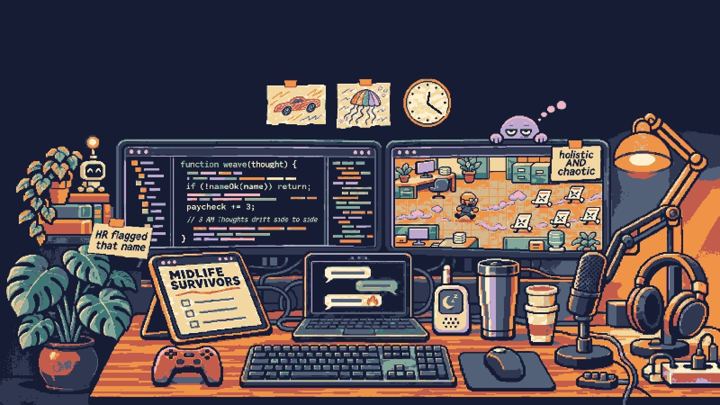 function weave(thought) {
if (!nameOk(name)) return;
paycheck += 3;
// 3 AM Thoughts drift side to side
}
holistic
AND
chaotic
HR flagged
that name
MIDLIFE
SURVIVORS